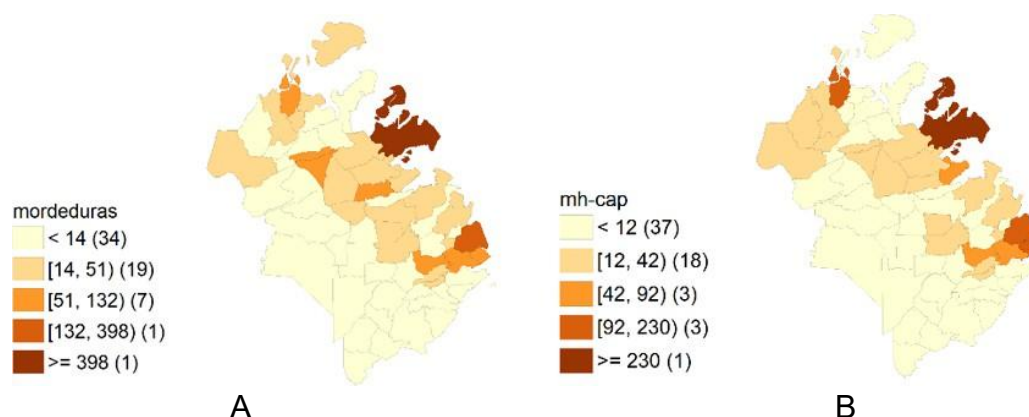 mordeduras
< 14 (34)
[14, 51) (19)
[51, 132) (7)
[132, 398) (1)
>= 398 (1)
A
mh-cap
< 12 (37)
[12, 42) (18)
[42, 92) (3)
[92, 230) (3)
>= 230 (1)
B